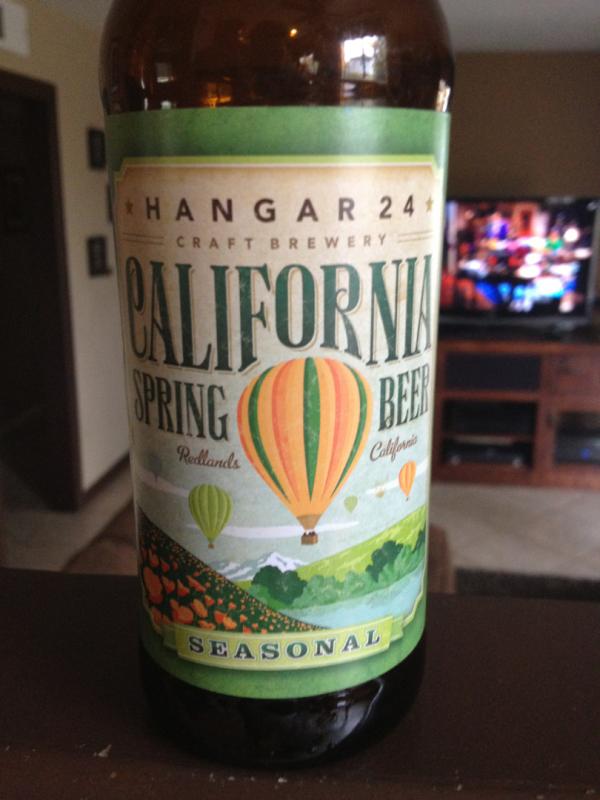 HANGAR 24
CRAFT BREWERY
CALIFORNIA
SPRING BEER
Redlands California
SEASONAL